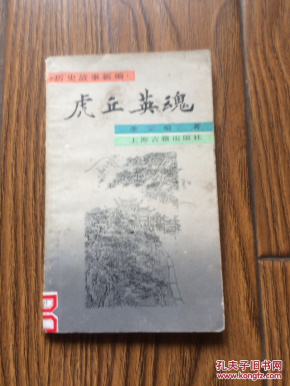 历史故事新编
虎丘英魂
著
上海古籍出版社
孔夫子旧书网